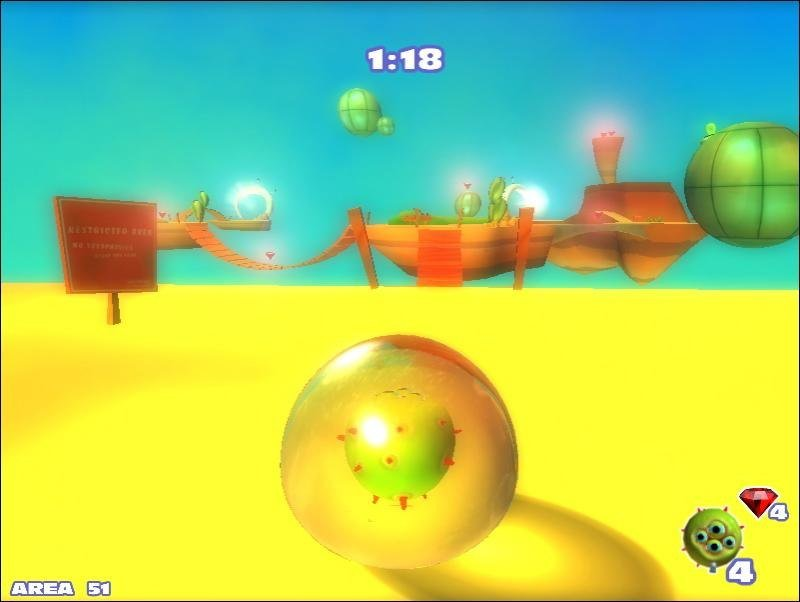 1:18
RESTRICTED AREA
NO TRESPASSING
4
4
AREA 51